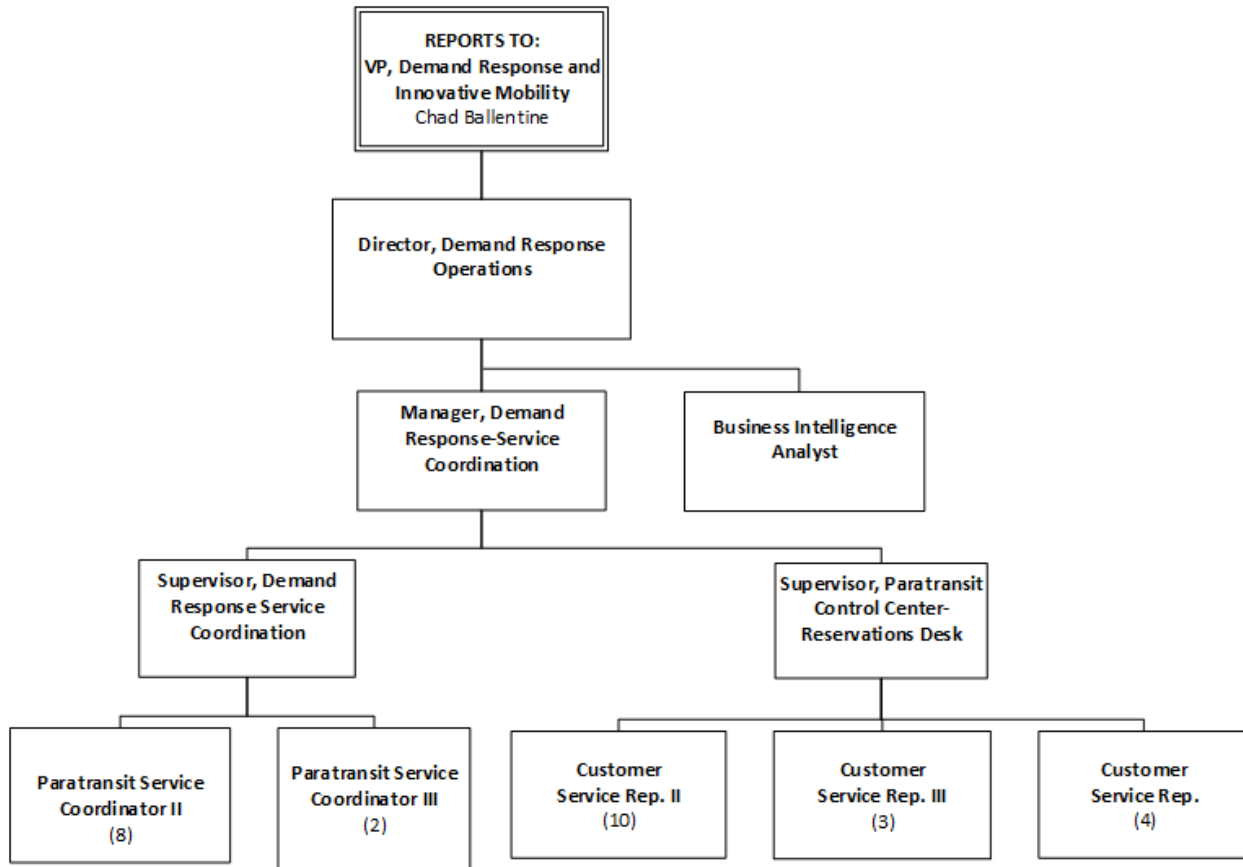 REPORTS TO:
VP, Demand Response and
Innovative Mobility
Chad Ballentine
Director, Demand Response
Operations
Manager, Demand
Response-Service
Coordination
Business Intelligence
Analyst
Supervisor, Demand
Response Service
Coordination
Supervisor, Paratransit
Control Center-
Reservations Desk
Paratransit Service
Coordinator II
(8)
Paratransit Service
Coordinator III
(2)
Customer
Service Rep. II
(10)
Customer
Service Rep. III
(3)
Customer
Service Rep.
(4)